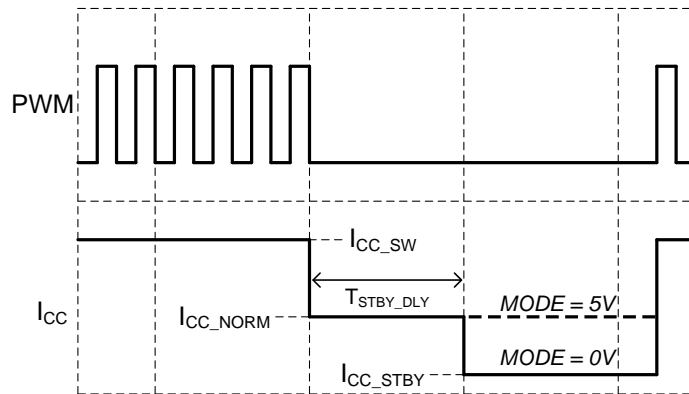 PWM
I_CC_SW
T_STBY_DLY
I_CC
I_CC_NORM
MODE = 5V
MODE = 0V
I_CC_STBY